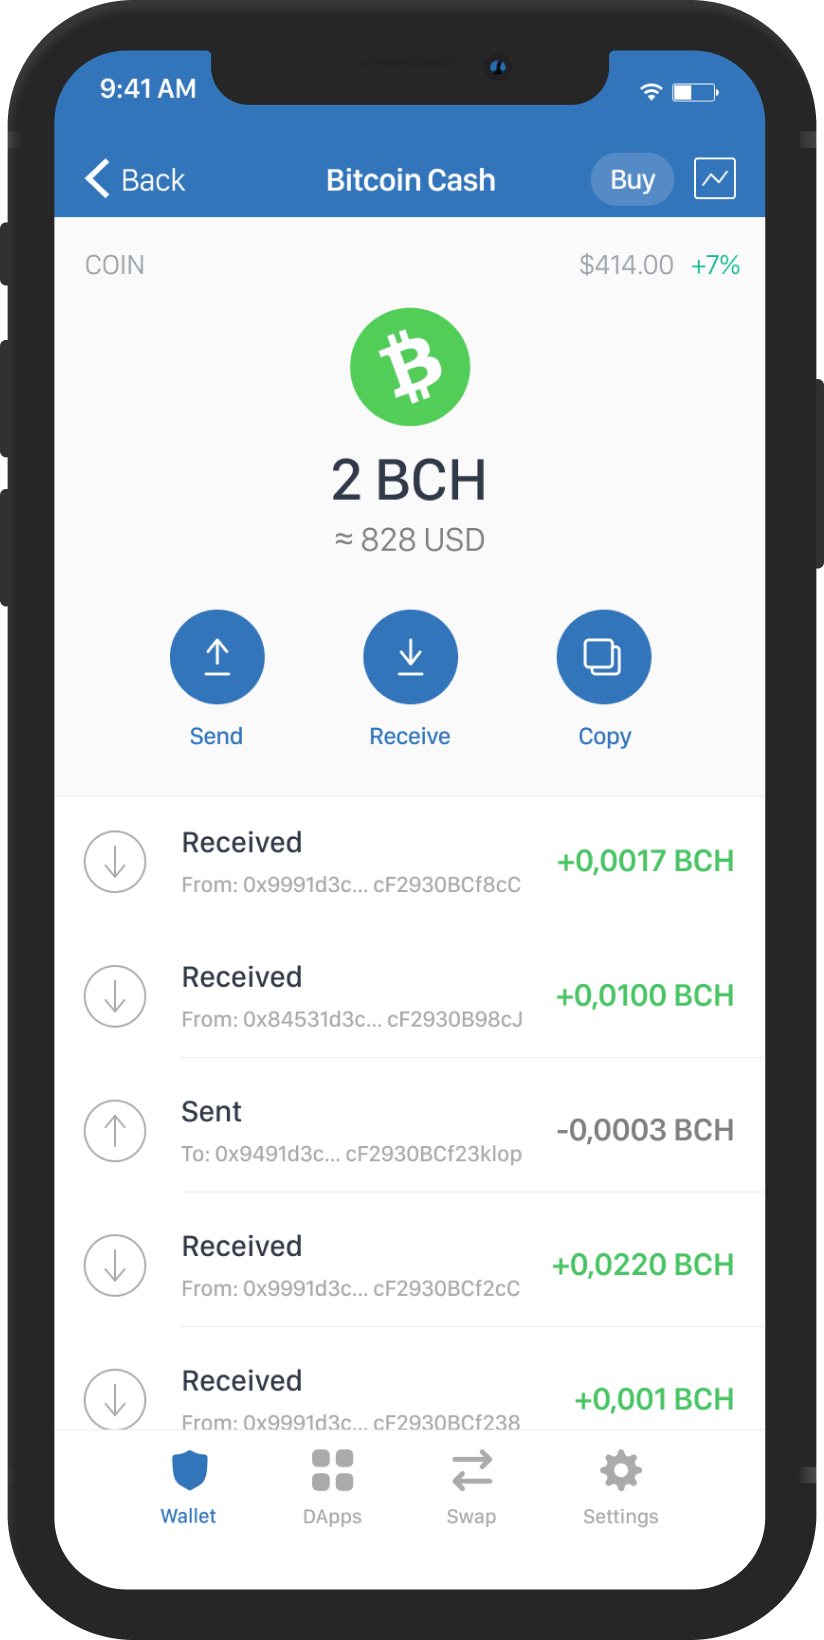 9:41 AM
Back
Bitcoin Cash
Buy
COIN
$414.00 +7%
2 BCH
≈ 828 USD
Send
Receive
Copy
Received
From: 0x9991d3c... cF2930BCf8cC
+0,0017 BCH
Received
From: 0x84531d3c... cF2930B98cJ
+0,0100 BCH
Sent
To: 0x9491d3c... cF2930BCf23klop
-0,0003 BCH
Received
From: 0x9991d3c... cF2930BCf2cC
+0,0220 BCH
Received
From: 0x9991d3c... cF2930BCf238
+0,001 BCH
Wallet
DApps
Swap
Settings